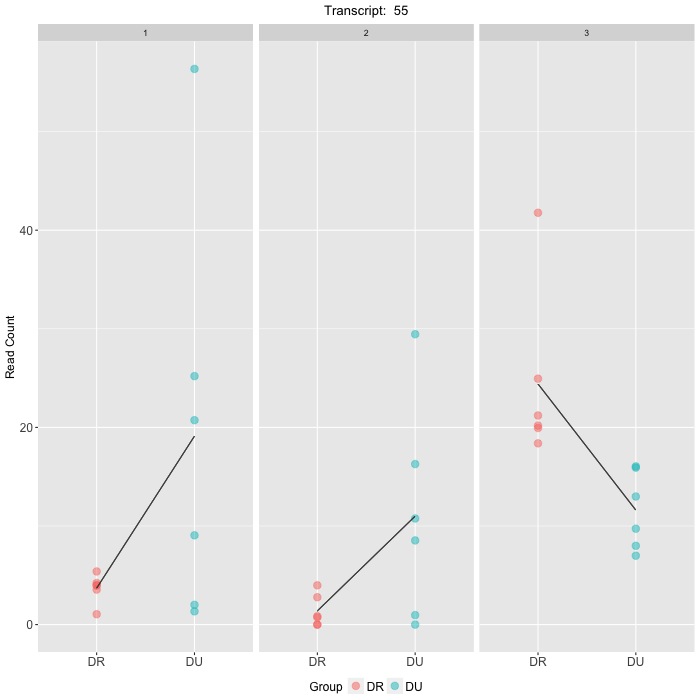 Transcript: 55
1 2 3
Read Count
40
20
0
DR DU DR DU DR DU
Group DR DU